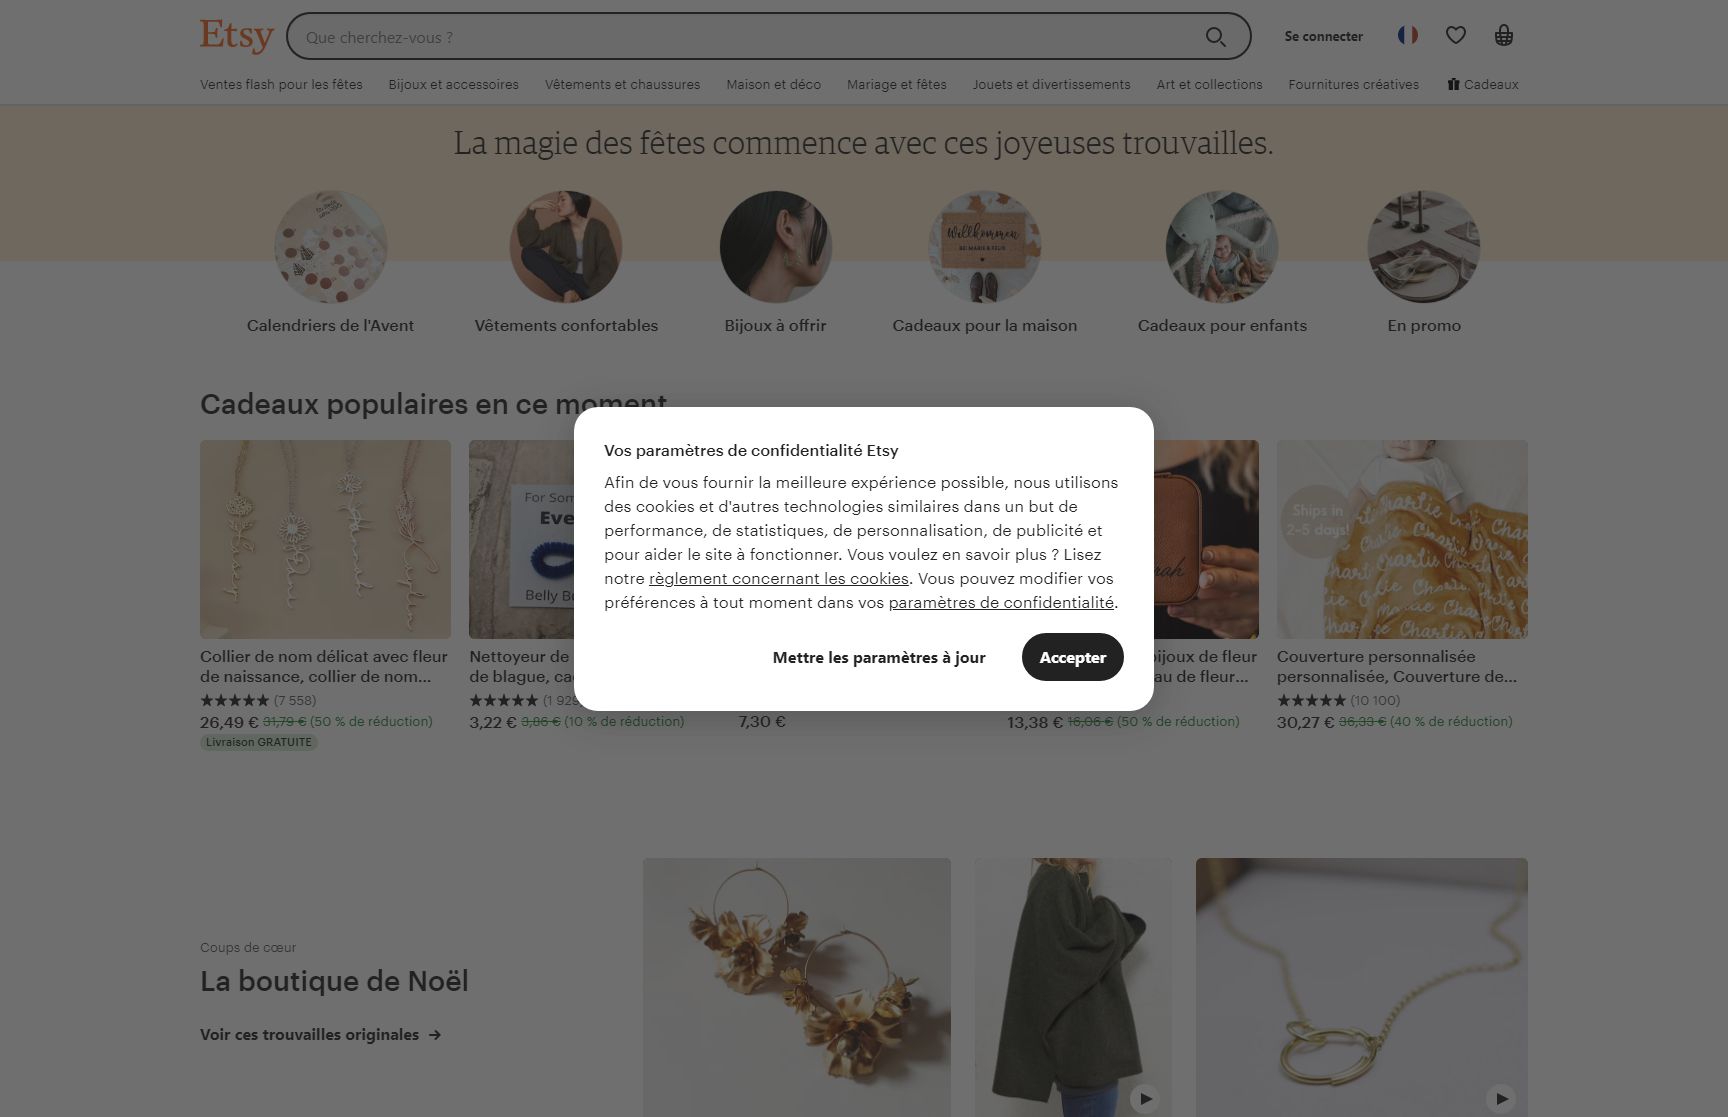 Etsy
Que cherchez-vous ?
Se connecter
Ventes flash pour les fêtes
Bijoux et accessoires
Vêtements et chaussures
Maison et déco
Mariage et fêtes
Jouets et divertissements
Art et collections
Fournitures créatives
Cadeaux
La magie des fêtes commence avec ces joyeuses trouvailles.
Willkommen
BEI MARIE & FELIX
Calendriers de l'Avent
Vêtements confortables
Bijoux à offrir
Cadeaux pour la maison
Cadeaux pour enfants
En promo
Cadeaux populaires en ce moment
For Som
Eve
Belly Bu
Ships in
2-5 days!
Charlie
Vos paramètres de confidentialité Etsy
Afin de vous fournir la meilleure expérience possible, nous utilisons
des cookies et d'autres technologies similaires dans un but de
performance, de statistiques, de personnalisation, de publicité et
pour aider le site à fonctionner. Vous voulez en savoir plus ? Lisez
notre règlement concernant les cookies. Vous pouvez modifier vos
préférences à tout moment dans vos paramètres de confidentialité.
Mettre les paramètres à jour
Accepter
Collier de nom délicat avec fleur
de naissance, collier de nom...
(7 558)
26,49 € 31,79 € (50 % de réduction)
Livraison GRATUITE
Nettoyeur de
de blague, ca
(1 925)
3,22 € 3,86 € (10 % de réduction)
7,30 €
bijoux de fleur
au de fleur...
13,38 € 16,06 € (50 % de réduction)
Couverture personnalisée
personnalisée, Couverture de...
(10 100)
30,27 € 36,33 € (40 % de réduction)
Coups de cœur
La boutique de Noël
Voir ces trouvailles originales →